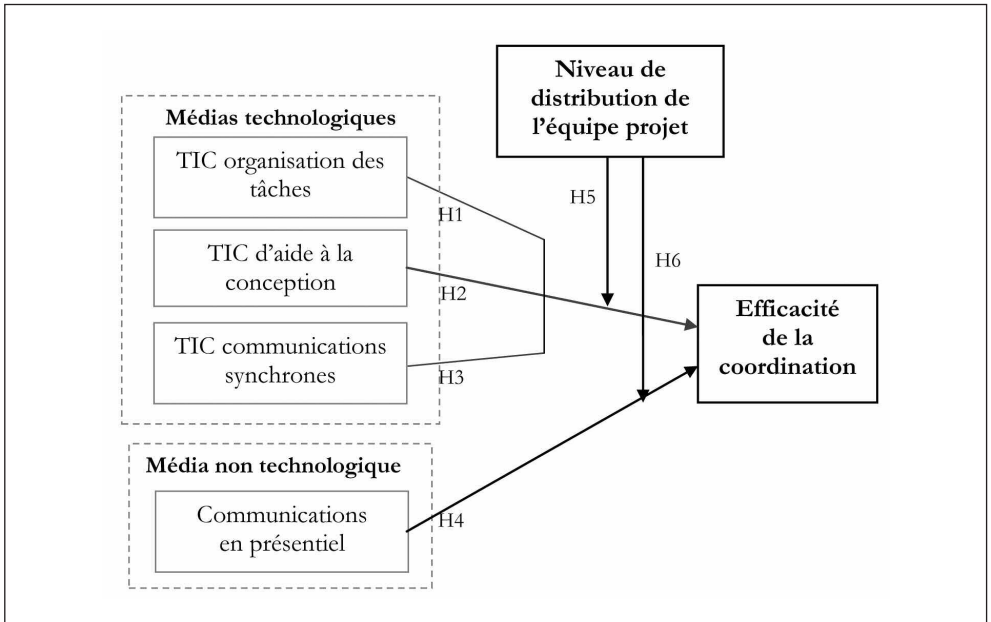 Niveau de
distribution de
l'équipe projet
Médias technologiques
TIC organisation des
tâches
H1
TIC d'aide à la
conception
H2
TIC communications
synchrones
H3
H5
H6
Efficacité
de la
coordination
Média non technologique
Communications
en présentiel
H4